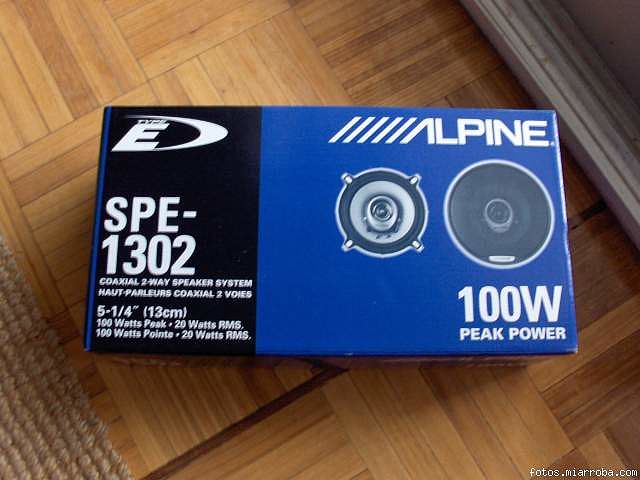 TYPE
E
SPE-
1302
COAXIAL 2-WAY SPEAKER SYSTEM
HAUT-PARLEURS COAXIAL 2 VOIES
5-1/4" (13cm)
100 Watts Peak • 20 Watts RMS.
100 Watts Pointe • 20 Watts RMS.
ALPINE
100W
PEAK POWER
fotos.miarroba.com